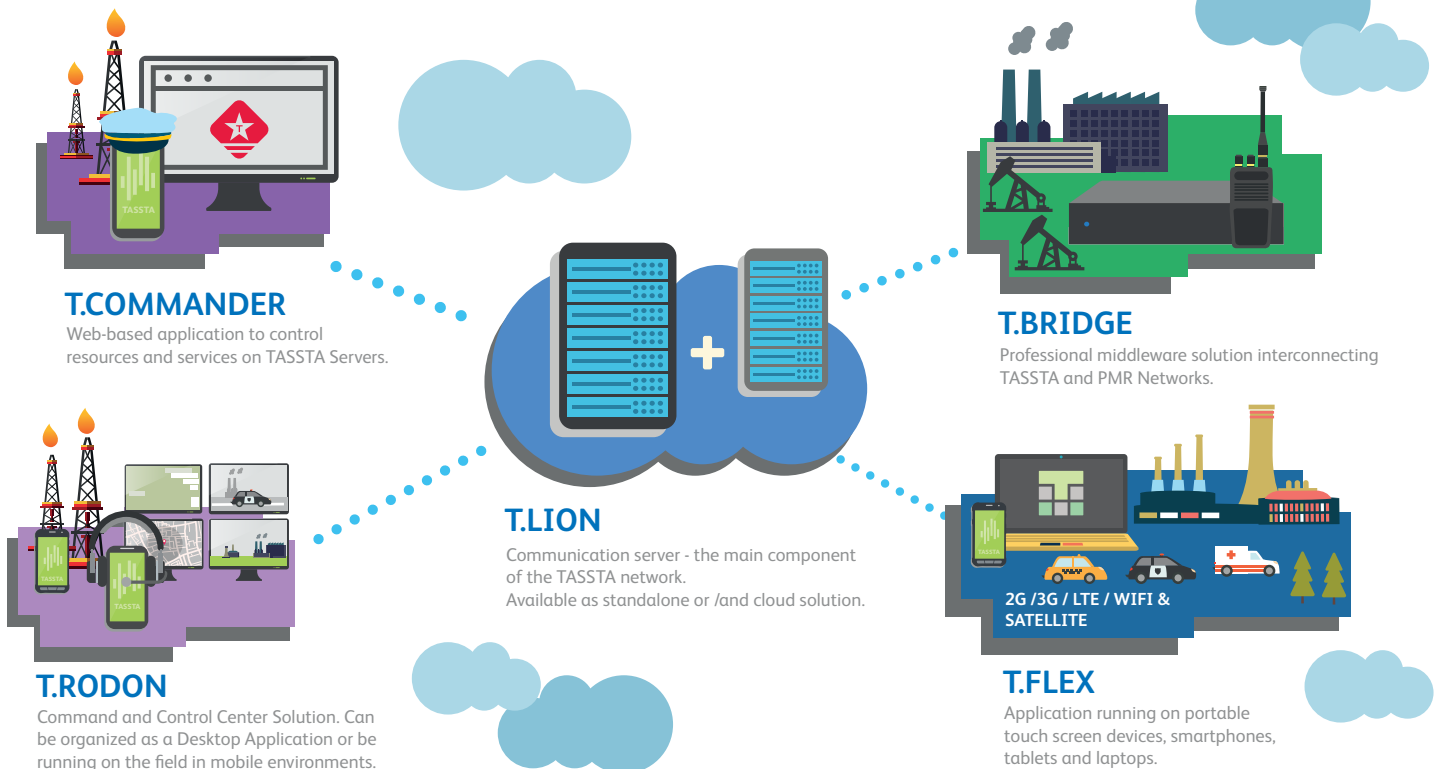 T
TASSTA
T.COMMANDER
Web-based application to control
resources and services on TASSTA Servers.
T.BRIDGE
Professional middleware solution interconnecting
TASSTA and PMR Networks.
T.LION
Communication server - the main component
of the TASSTA network.
Available as standalone or /and cloud solution.
TASSTA
TASSTA
T.RODON
Command and Control Center Solution. Can
be organized as a Desktop Application or be
running on the field in mobile environments.
TASSTA
2G /3G / LTE / WIFI &
SATELLITE
T.FLEX
Application running on portable
touch screen devices, smartphones,
tablets and laptops.